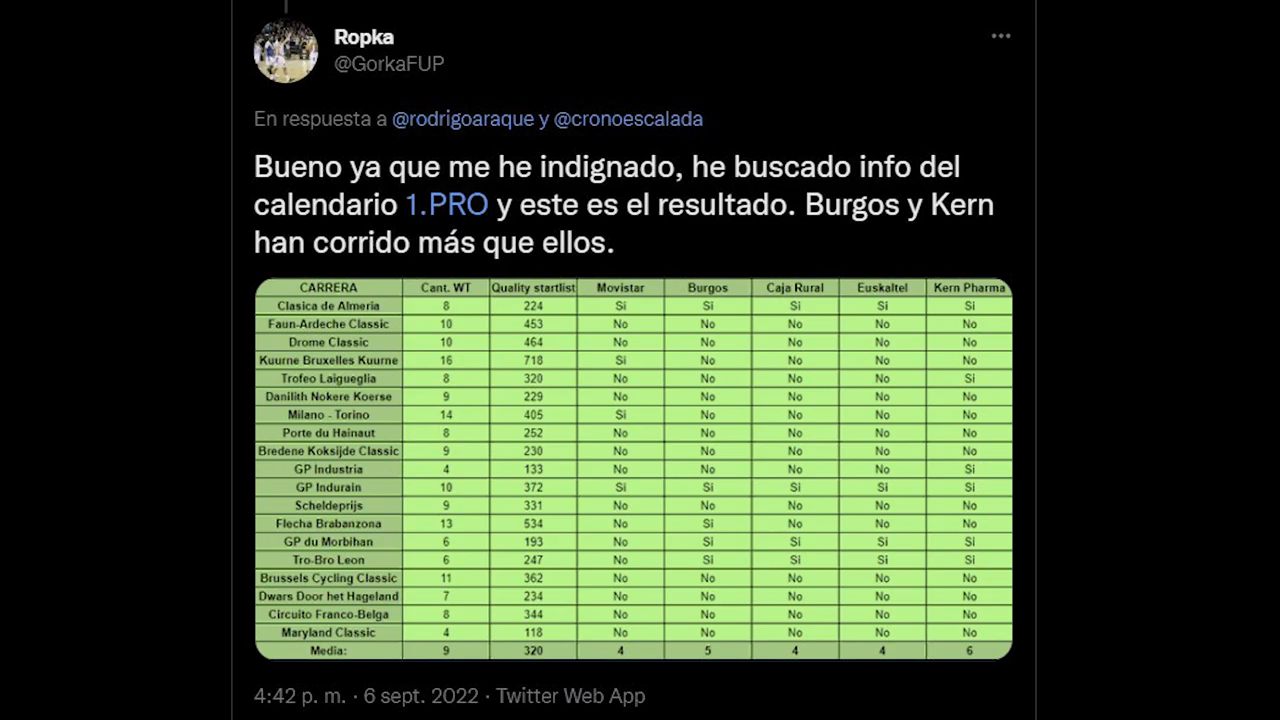 Ropka
@GorkaFUP
En respuesta a @rodrigoaraque y @cronoescalada
Bueno ya que me he indignado, he buscado info del
calendario 1.PRO y este es el resultado. Burgos y Kern
han corrido más que ellos.
CARRERA Cant. WT Quality startlist Movistar Burgos Caja Rural Euskaltel Kern Pharma
Clasica de Almeria 8 224 Si Si Si Si Si
Faun-Ardeche Classic 10 453 No No No No No
Drome Classic 10 464 No No No No No
Kuurne Bruxelles Kuurne 16 718 Si No No No No
Trofeo Laigueglia 8 320 No No No No Si
Danilith Nokere Koerse 9 229 No No No No No
Milano - Torino 14 405 Si No No No No
Porte du Hainaut 8 252 No No No No No
Bredene Koksijde Classic 9 230 No No No No No
GP Industria 4 133 No No No No Si
GP Indurain 10 372 Si Si Si Si Si
Scheldeprijs 9 331 No No No No No
Flecha Brabanzona 13 534 No Si No No No
GP du Morbihan 6 193 No Si Si Si Si
Tro-Bro Leon 6 247 No Si Si Si Si
Brussels Cycling Classic 11 362 No No No No No
Dwars Door het Hageland 7 234 No No No No No
Circuito Franco-Belga 8 344 No No No No No
Maryland Classic 4 118 No No No No No
Media: 9 320 4 5 4 4 6
4:42 p. m. · 6 sept. 2022 · Twitter Web App